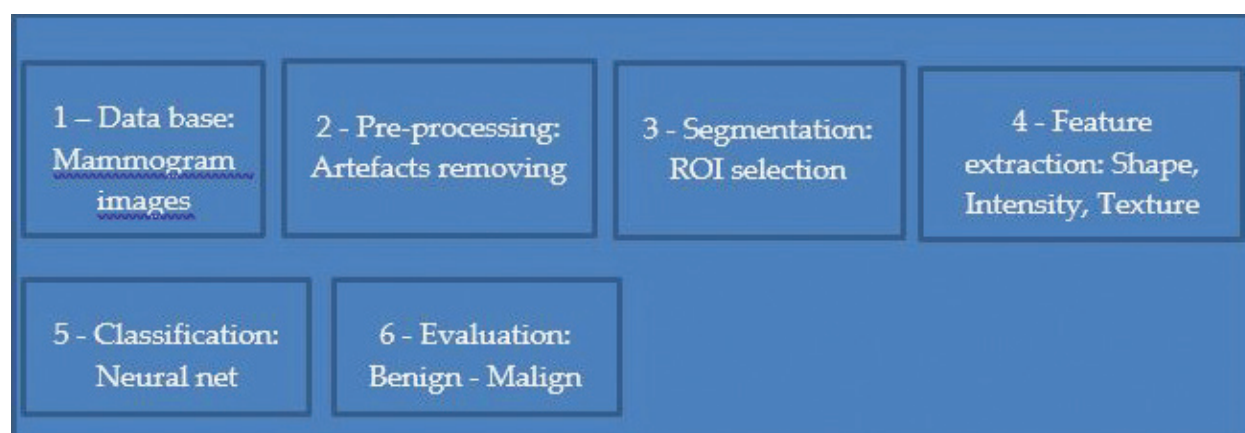 1 – Data base:
Mammogram
images
2 - Pre-processing:
Artefacts removing
3 - Segmentation:
ROI selection
4 - Feature
extraction: Shape,
Intensity, Texture
5 - Classification:
Neural net
6 - Evaluation:
Benign - Malign